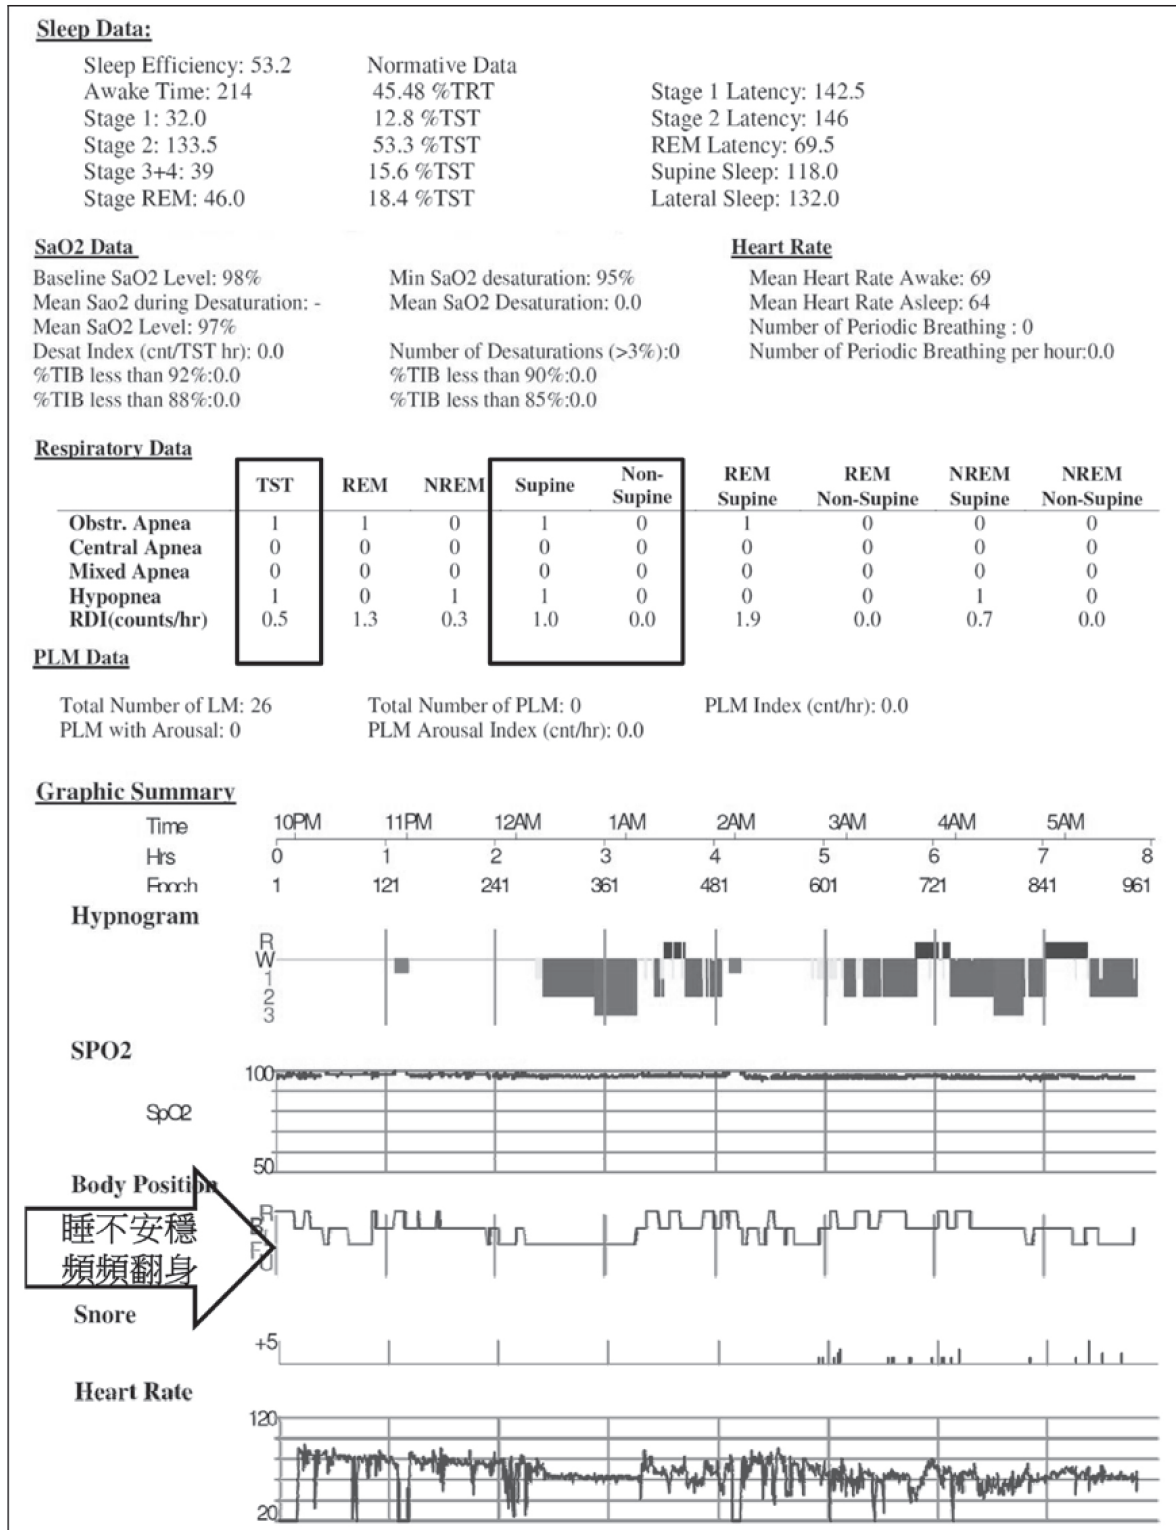 Sleep Data:
Sleep Efficiency: 53.2 Normative Data
Awake Time: 214 45.48 %TRT Stage 1 Latency: 142.5
Stage 1: 32.0 12.8 %TST Stage 2 Latency: 146
Stage 2: 133.5 53.3 %TST REM Latency: 69.5
Stage 3+4: 39 15.6 %TST Supine Sleep: 118.0
Stage REM: 46.0 18.4 %TST Lateral Sleep: 132.0
SaO2 Data Heart Rate
Baseline SaO2 Level: 98% Min SaO2 desaturation: 95% Mean Heart Rate Awake: 69
Mean Sao2 during Desaturation: - Mean SaO2 Desaturation: 0.0 Mean Heart Rate Asleep: 64
Mean SaO2 Level: 97% Number of Periodic Breathing : 0
Desat Index (cnt/TST hr): 0.0 Number of Desaturations (>3%):0 Number of Periodic Breathing per hour:0.0
%TIB less than 92%:0.0 %TIB less than 90%:0.0
%TIB less than 88%:0.0 %TIB less than 85%:0.0
Respiratory Data
TST REM NREM Supine Non-Supine REM Supine REM Non-Supine NREM Supine NREM Non-Supine
Obstr. Apnea 1 1 0 1 0 1 0 0 0
Central Apnea 0 0 0 0 0 0 0 0 0
Mixed Apnea 0 0 0 0 0 0 0 0 0
Hypopnea 1 0 1 1 0 0 0 1 0
RDI(counts/hr) 0.5 1.3 0.3 1.0 0.0 1.9 0.0 0.7 0.0
PLM Data
Total Number of LM: 26 Total Number of PLM: 0 PLM Index (cnt/hr): 0.0
PLM with Arousal: 0 PLM Arousal Index (cnt/hr): 0.0
Graphic Summary
Time 10PM 11PM 12AM 1AM 2AM 3AM 4AM 5AM
Hrs 0 1 2 3 4 5 6 7 8
Epoch 1 121 241 361 481 601 721 841 961
Hypnogram
R
W
1
2
3
SPO2
100
SpO2
50
Body Position
R
睡不安穩
F
頻頻翻身
U
Snore
+5
Heart Rate
120
20